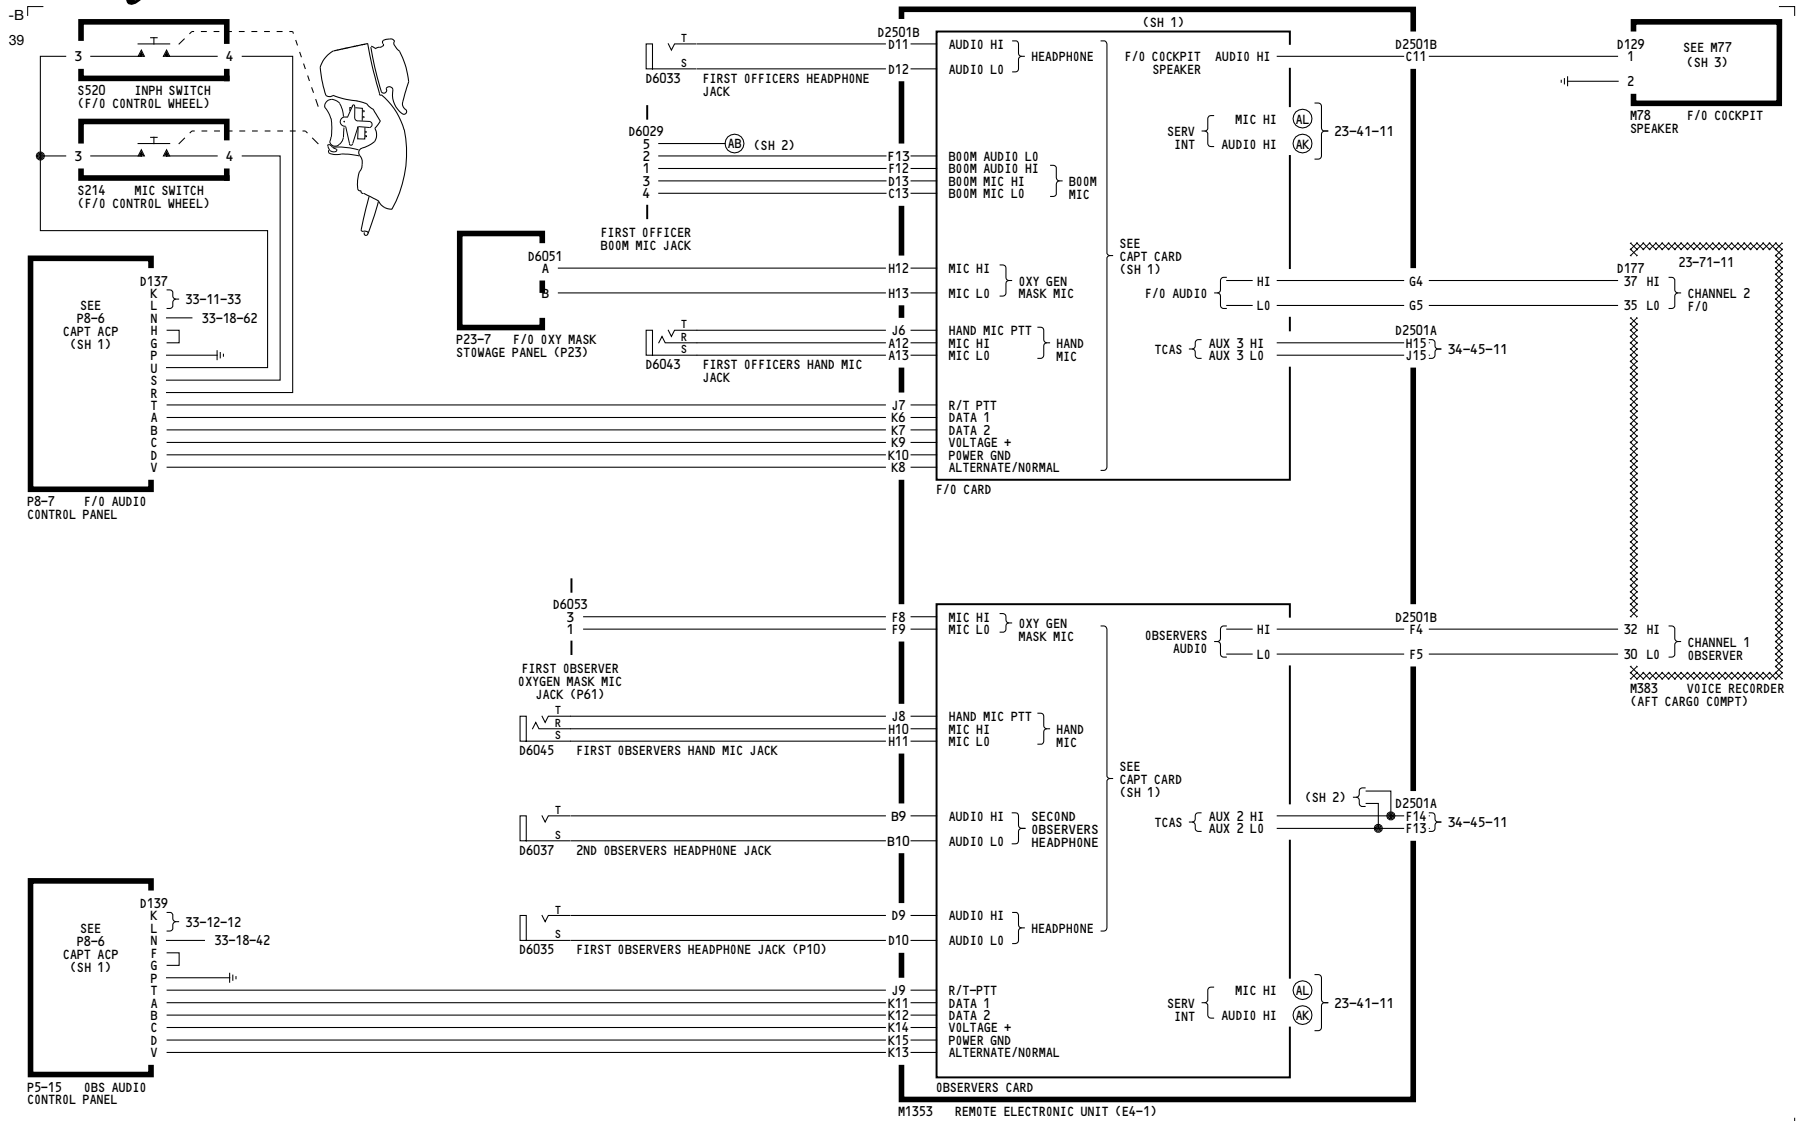 -B
39
3 4
S520 INPH SWITCH
(F/O CONTROL WHEEL)
3 4
S214 MIC SWITCH
(F/O CONTROL WHEEL)
D137
SEE
P8-6
CAPT ACP
(SH 1)
K
L
33-11-33
N 33-18-62
H
G
P
U
S
R
T
A
B
C
D
V
P8-7 F/O AUDIO
CONTROL PANEL
T
S
D6033 FIRST OFFICERS HEADPHONE
JACK
D6029
5 AB (SH 2)
2
1
3
4
FIRST OFFICER
BOOM MIC JACK
D6051
A
B
P23-7 F/O OXY MASK
STOWAGE PANEL (P23)
T
R
S
D6043 FIRST OFFICERS HAND MIC
JACK
(SH 1)
D2501B
D11 AUDIO HI
HEADPHONE
D12 AUDIO LO
F13 BOOM AUDIO LO
F12 BOOM AUDIO HI
D13 BOOM MIC HI
C13 BOOM MIC LO
BOOM
MIC
H12 MIC HI
H13 MIC LO
OXY GEN
MASK MIC
J6 HAND MIC PTT
A12 MIC HI
A13 MIC LO
HAND
MIC
J7 R/T PTT
K6 DATA 1
K7 DATA 2
K9 VOLTAGE +
K10 POWER GND
K8 ALTERNATE/NORMAL
SEE
CAPT CARD
(SH 1)
F/O CARD
F/O COCKPIT
SPEAKER
AUDIO HI
D2501B
C11
D129
1
2
SEE M77
(SH 3)
M78 F/O COCKPIT
SPEAKER
SERV
INT
MIC HI AL
AUDIO HI AK
23-41-11
F/O AUDIO
HI G4
LO G5
D177
37 HI
35 LO
CHANNEL 2
F/O
23-71-11
D2501A
TCAS
AUX 3 HI H15
AUX 3 LO J15
34-45-11
D6053
3
1
FIRST OBSERVER
OXYGEN MASK MIC
JACK (P61)
F8 MIC HI
F9 MIC LO
OXY GEN
MASK MIC
T
R
S
D6045 FIRST OBSERVERS HAND MIC JACK
J8 HAND MIC PTT
H10 MIC HI
H11 MIC LO
HAND
MIC
T
S
D6037 2ND OBSERVERS HEADPHONE JACK
B9 AUDIO HI
B10 AUDIO LO
SECOND
OBSERVERS
HEADPHONE
T
S
D6035 FIRST OBSERVERS HEADPHONE JACK (P10)
D9 AUDIO HI
D10 AUDIO LO
HEADPHONE
SEE
CAPT CARD
(SH 1)
OBSERVERS
AUDIO
D2501B
HI F4
LO F5
32 HI
30 LO
CHANNEL 1
OBSERVER
M383 VOICE RECORDER
(AFT CARGO COMPT)
(SH 2)
D2501A
TCAS
AUX 2 HI F14
AUX 2 LO F13
34-45-11
D139
SEE
P8-6
CAPT ACP
(SH 1)
K
L
33-12-12
N 33-18-42
F
G
P
T
A
B
C
D
V
P5-15 OBS AUDIO
CONTROL PANEL
J9 R/T-PTT
K11 DATA 1
K12 DATA 2
K14 VOLTAGE +
K15 POWER GND
K13 ALTERNATE/NORMAL
SERV
INT
MIC HI AL
AUDIO HI AK
23-41-11
OBSERVERS CARD
M1353 REMOTE ELECTRONIC UNIT (E4-1)